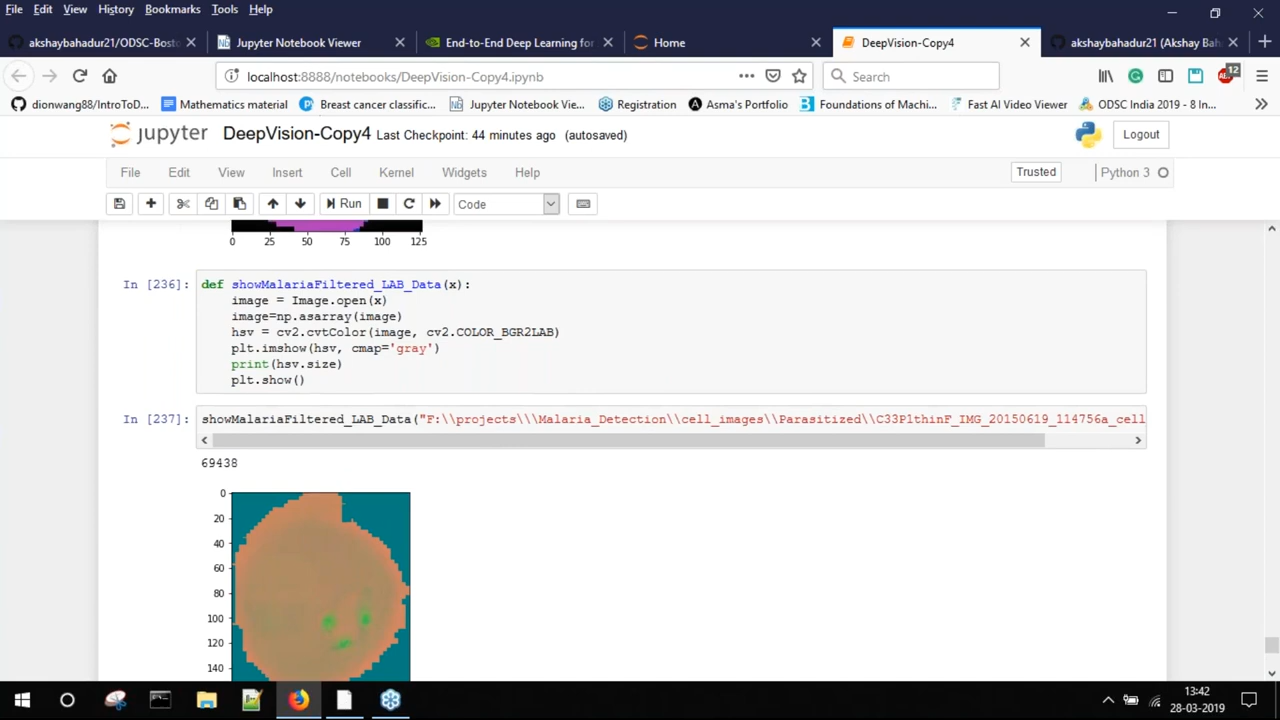 File Edit View History Bookmarks Tools Help
akshaybahadur21/ODSC-Bosto
Jupyter Notebook Viewer
End-to-End Deep Learning for
Home
DeepVision-Copy4
akshaybahadur21 (Akshay Bah
localhost:8888/notebooks/DeepVision-Copy4.ipynb
Search
12
dionwang88/IntroToD...
Mathematics material
Breast cancer classific...
Jupyter Notebook Vie...
Registration
Asma's Portfolio
Foundations of Machi...
Fast AI Video Viewer
ODSC India 2019 - 8 In...
jupyter DeepVision-Copy4 Last Checkpoint: 44 minutes ago (autosaved)
Logout
File Edit View Insert Cell Kernel Widgets Help
Trusted
Python 3
Run
Code
0 25 50 75 100 125
In [236]: def showMalariaFiltered_LAB_Data(x):
image = Image.open(x)
image=np.asarray(image)
hsv = cv2.cvtColor(image, cv2.COLOR_BGR2LAB)
plt.imshow(hsv, cmap='gray')
print(hsv.size)
plt.show()
In [237]: showMalariaFiltered_LAB_Data("F:\\projects\\\Malaria_Detection\\cell_images\\Parasitized\\C33P1thinF_IMG_20150619_114756a_cell
69438
0
20
40
60
80
100
120
140
13:42
28-03-2019